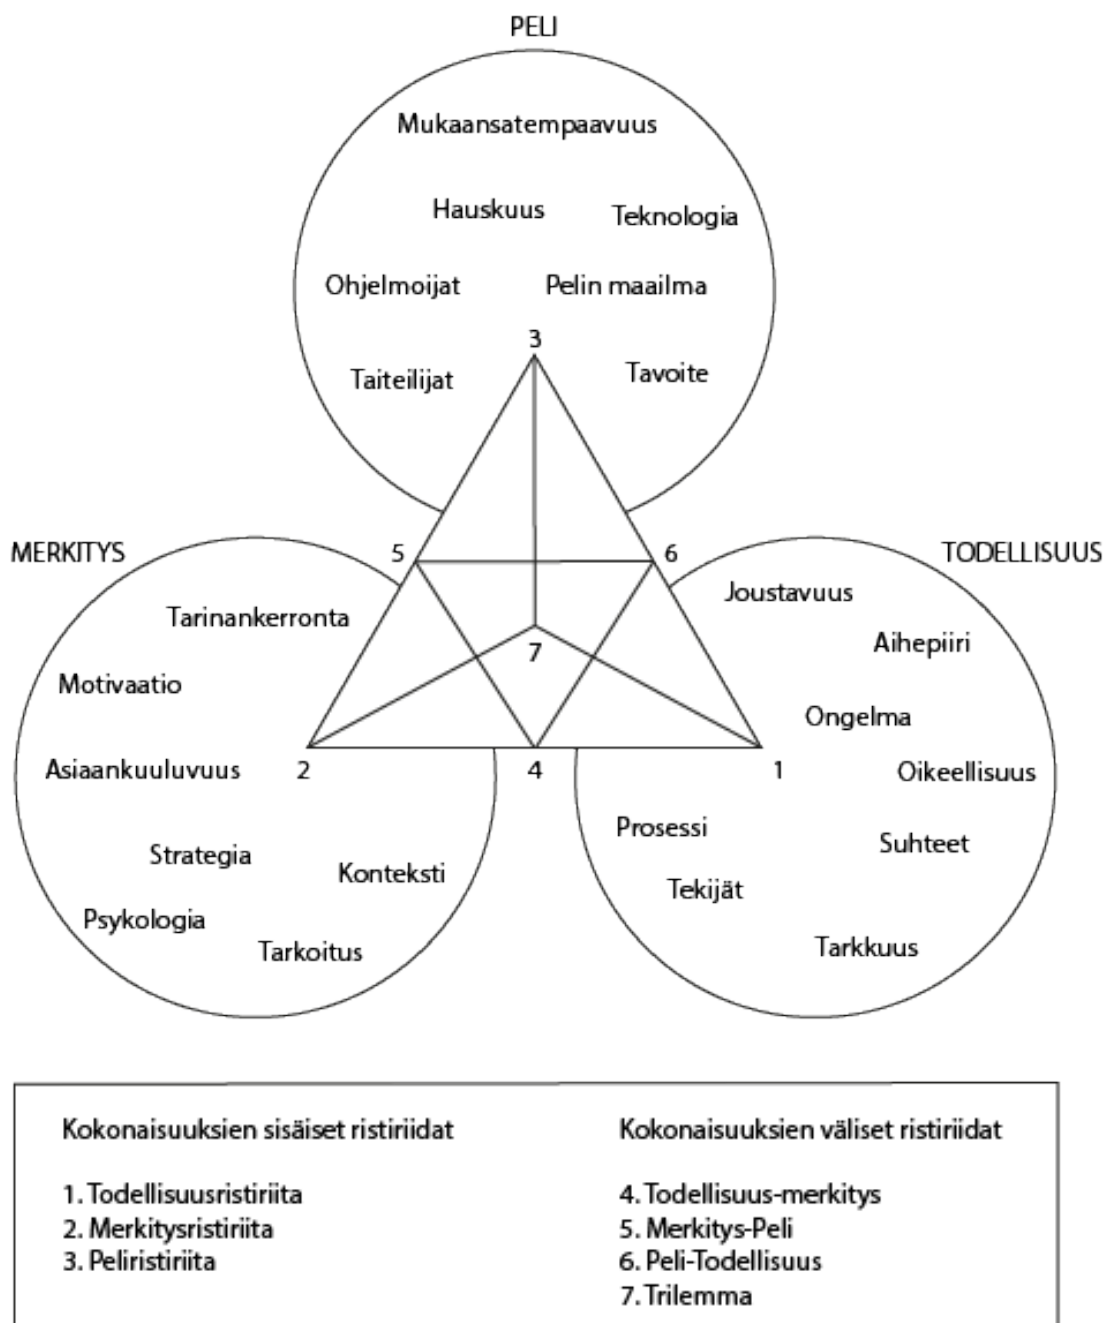 PELI
Mukaansatempaavuus
Hauskuus
Teknologia
Ohjelmoijat
Pelin maailma
3
Taiteilijat
Tavoite
MERKITYS
5
6
TODELLISUUS
Tarinankerronta
Joustavuus
Aihepiiri
7
Motivaatio
Ongelma
Asiaankuuluvuus
2
4
1
Oikeellisuus
Prosessi
Suhteet
Strategia
Konteksti
Tekijät
Psykologia
Tarkoitus
Tarkkuus
Kokonaisuuksien sisäiset ristiriidat
1. Todellisuusristiriita
2. Merkitysristiriita
3. Peliristiriita
Kokonaisuuksien väliset ristiriidat
4. Todellisuus-merkitys
5. Merkitys-Peli
6. Peli-Todellisuus
7. Trilemma